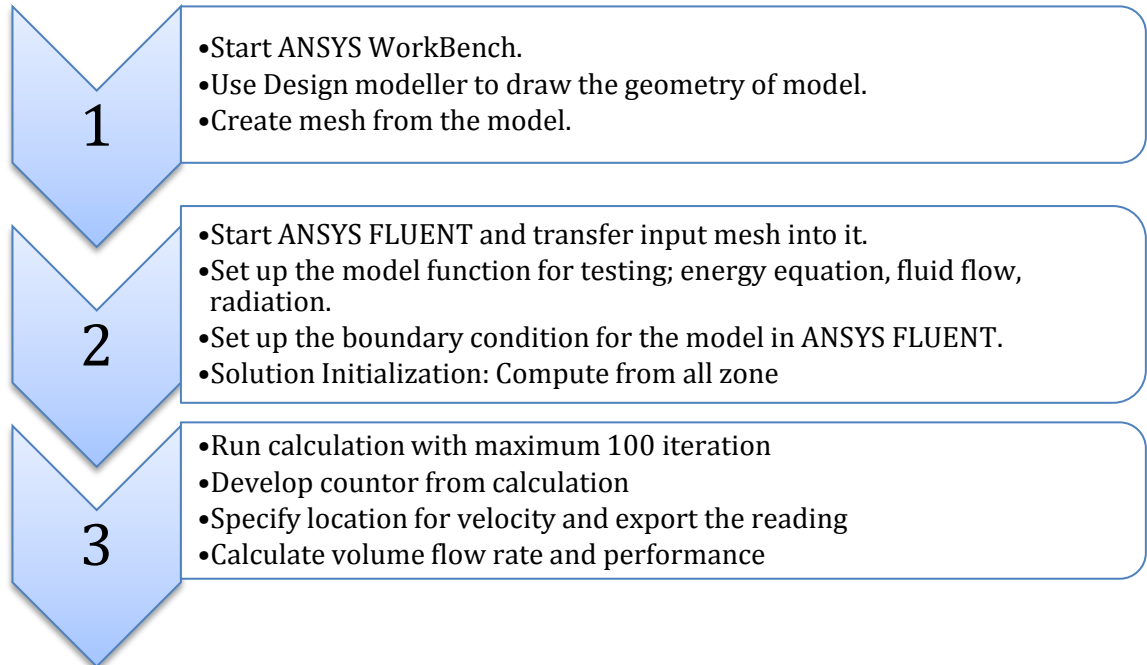 1
•Start ANSYS WorkBench.
•Use Design modeller to draw the geometry of model.
•Create mesh from the model.
2
•Start ANSYS FLUENT and transfer input mesh into it.
•Set up the model function for testing; energy equation, fluid flow,
radiation.
•Set up the boundary condition for the model in ANSYS FLUENT.
•Solution Initialization: Compute from all zone
3
•Run calculation with maximum 100 iteration
•Develop countor from calculation
•Specify location for velocity and export the reading
•Calculate volume flow rate and performance